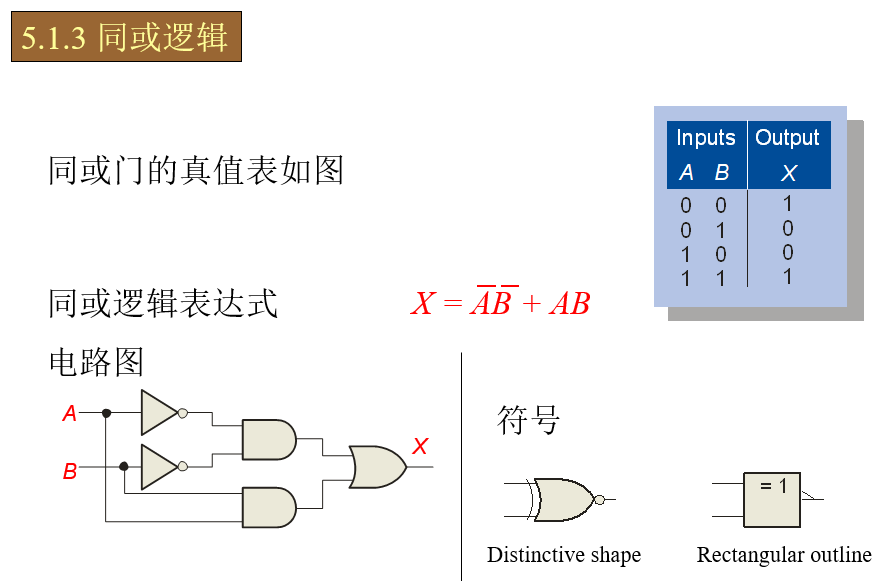 5.1.3 同或逻辑
同或门的真值表如图
Inputs Output
A B X
0 0 1
0 1 0
1 0 0
1 1 1
同或逻辑表达式 X = A̅ B̅ + AB
电路图
A
B
X
符号
= 1
Distinctive shape
Rectangular outline